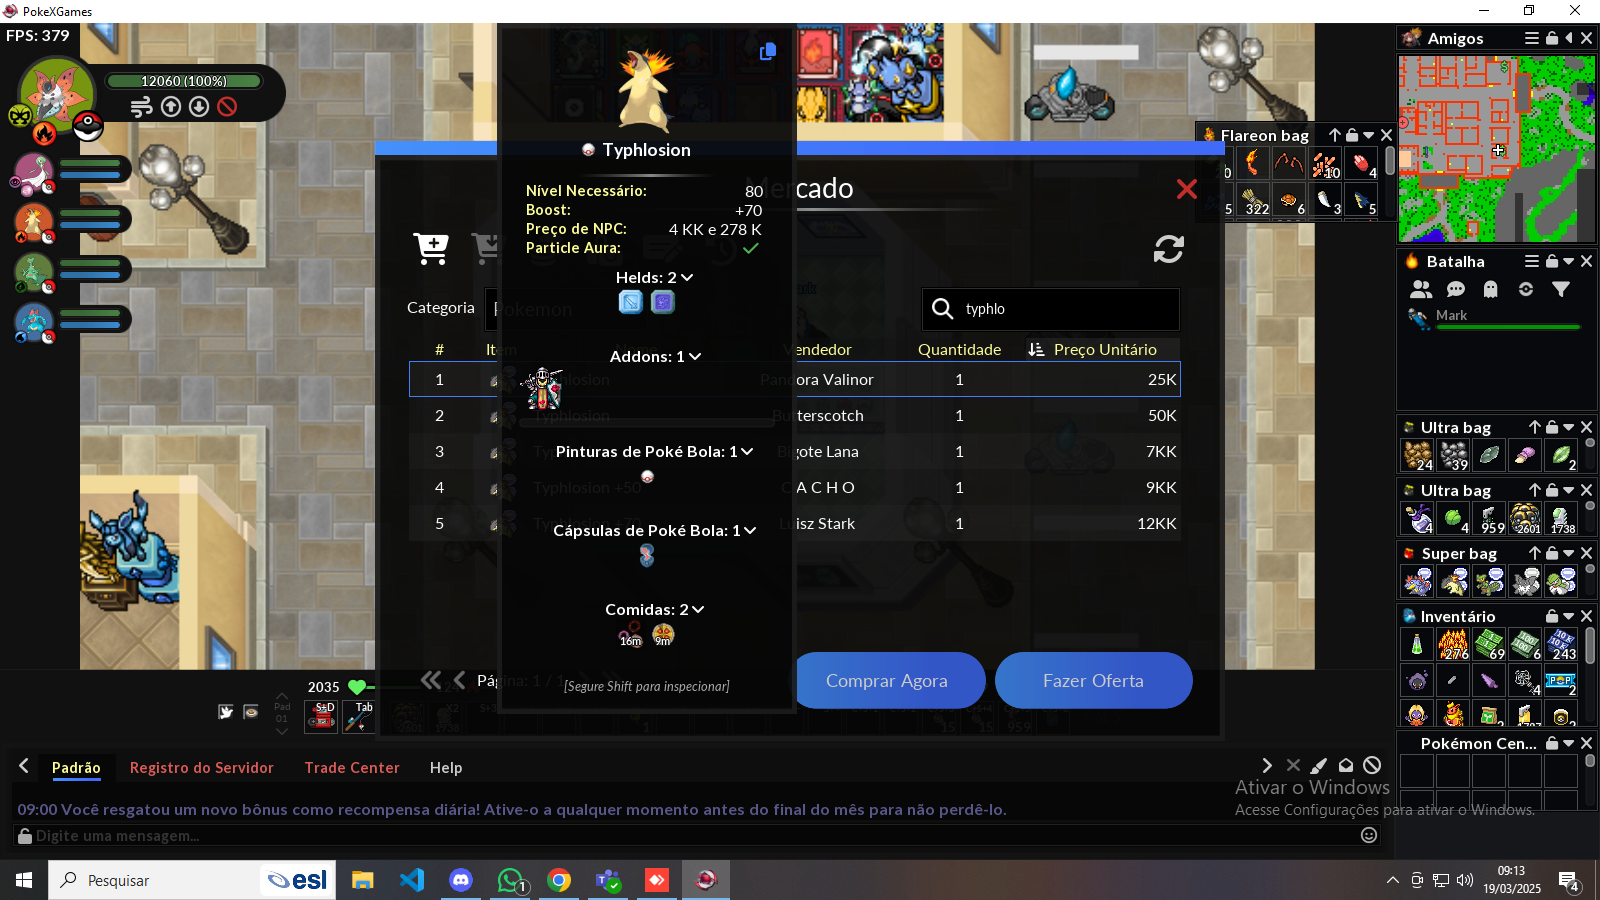 PokeXGames
FPS: 379
12060 (100%)
Amigos
Flareon bag
10
4
322
6
3
5
Typhlosion
Nível Necessário: 80
Boost: +70
Preço de NPC: 4 KK e 278 K
Particle Aura:
Helds: 2
Addons: 1
Pinturas de Poké Bola: 1
Cápsulas de Poké Bola: 1
Comidas: 2
16m
9m
[Segure Shift para inspecionar]
Mercado
Categoria
Pokemon
typhlo
# Item Nome Vendedor Quantidade Preço Unitário
1 Typhlosion Pandora Valinor 1 25K
2 Typhlosion Butterscotch 1 50K
3 Bigote Lana 1 7KK
4 Typhlosion +50 C A C H O 1 9KK
5 Luisz Stark 1 12KK
Página: 1 / 1
Comprar Agora
Fazer Oferta
Batalha
Mark
Ultra bag
24
39
2
Ultra bag
4
4
959
2601
1738
Super bag
Inventário
276
69
6
243
4
2
Pokémon Cen...
2035
Pad
01
S+D
Tab
Padrão
Registro do Servidor
Trade Center
Help
09:00 Você resgatou um novo bônus como recompensa diária! Ative-o a qualquer momento antes do final do mês para não perdê-lo.
Digite uma mensagem...
Ativar o Windows
Acesse Configurações para ativar o Windows.
Pesquisar
esl
1
09:13
19/03/2025
4